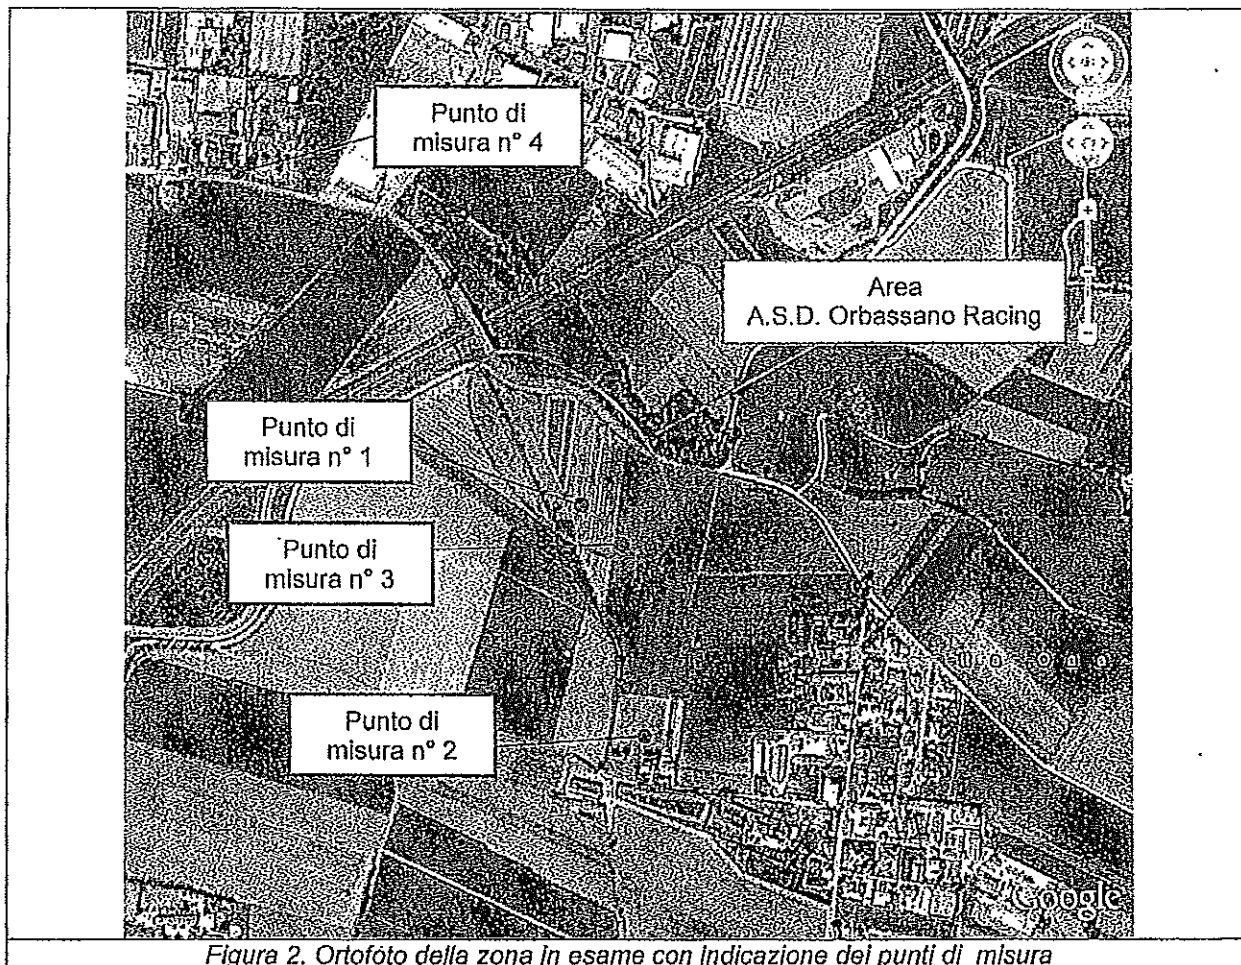 Punto di
misura n° 4
Area
A.S.D. Orbassano Racing
Punto di
misura n° 1
Punto di
misura n° 3
Punto di
misura n° 2
Google
Figura 2. Ortofoto della zona in esame con indicazione dei punti di misura